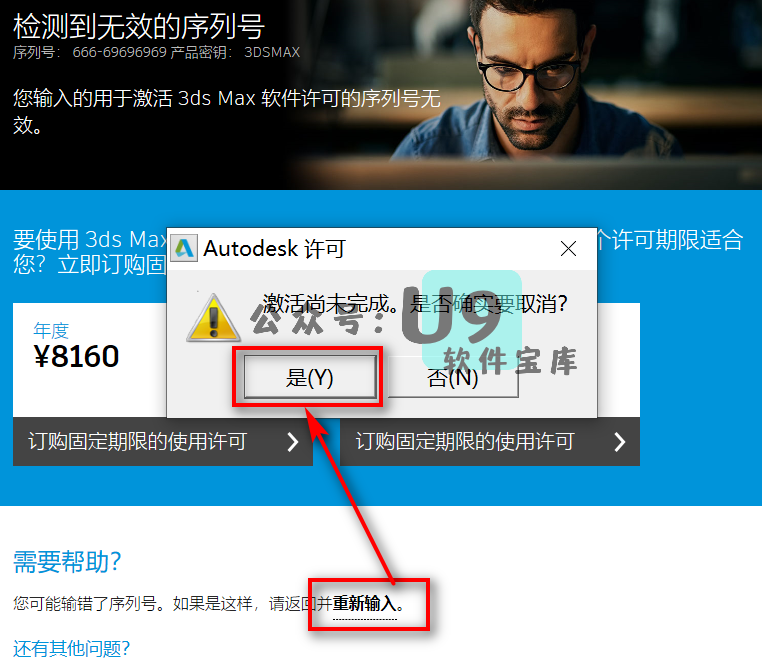 检测到无效的序列号
序列号： 666-69696969 产品密钥： 3DSMAX
您输入的用于激活 3ds Max 软件许可的序列号无
效。
要使用 3ds Max
个许可期限适合
您？立即订购固
Autodesk 许可
激活尚未完成。是否确实要取消?
公众号：U9
软件宝库
是(Y)
否(N)
年度
¥8160
订购固定期限的使用许可
订购固定期限的使用许可
需要帮助？
您可能输错了序列号。如果是这样，请返回并重新输入。
还有其他问题？